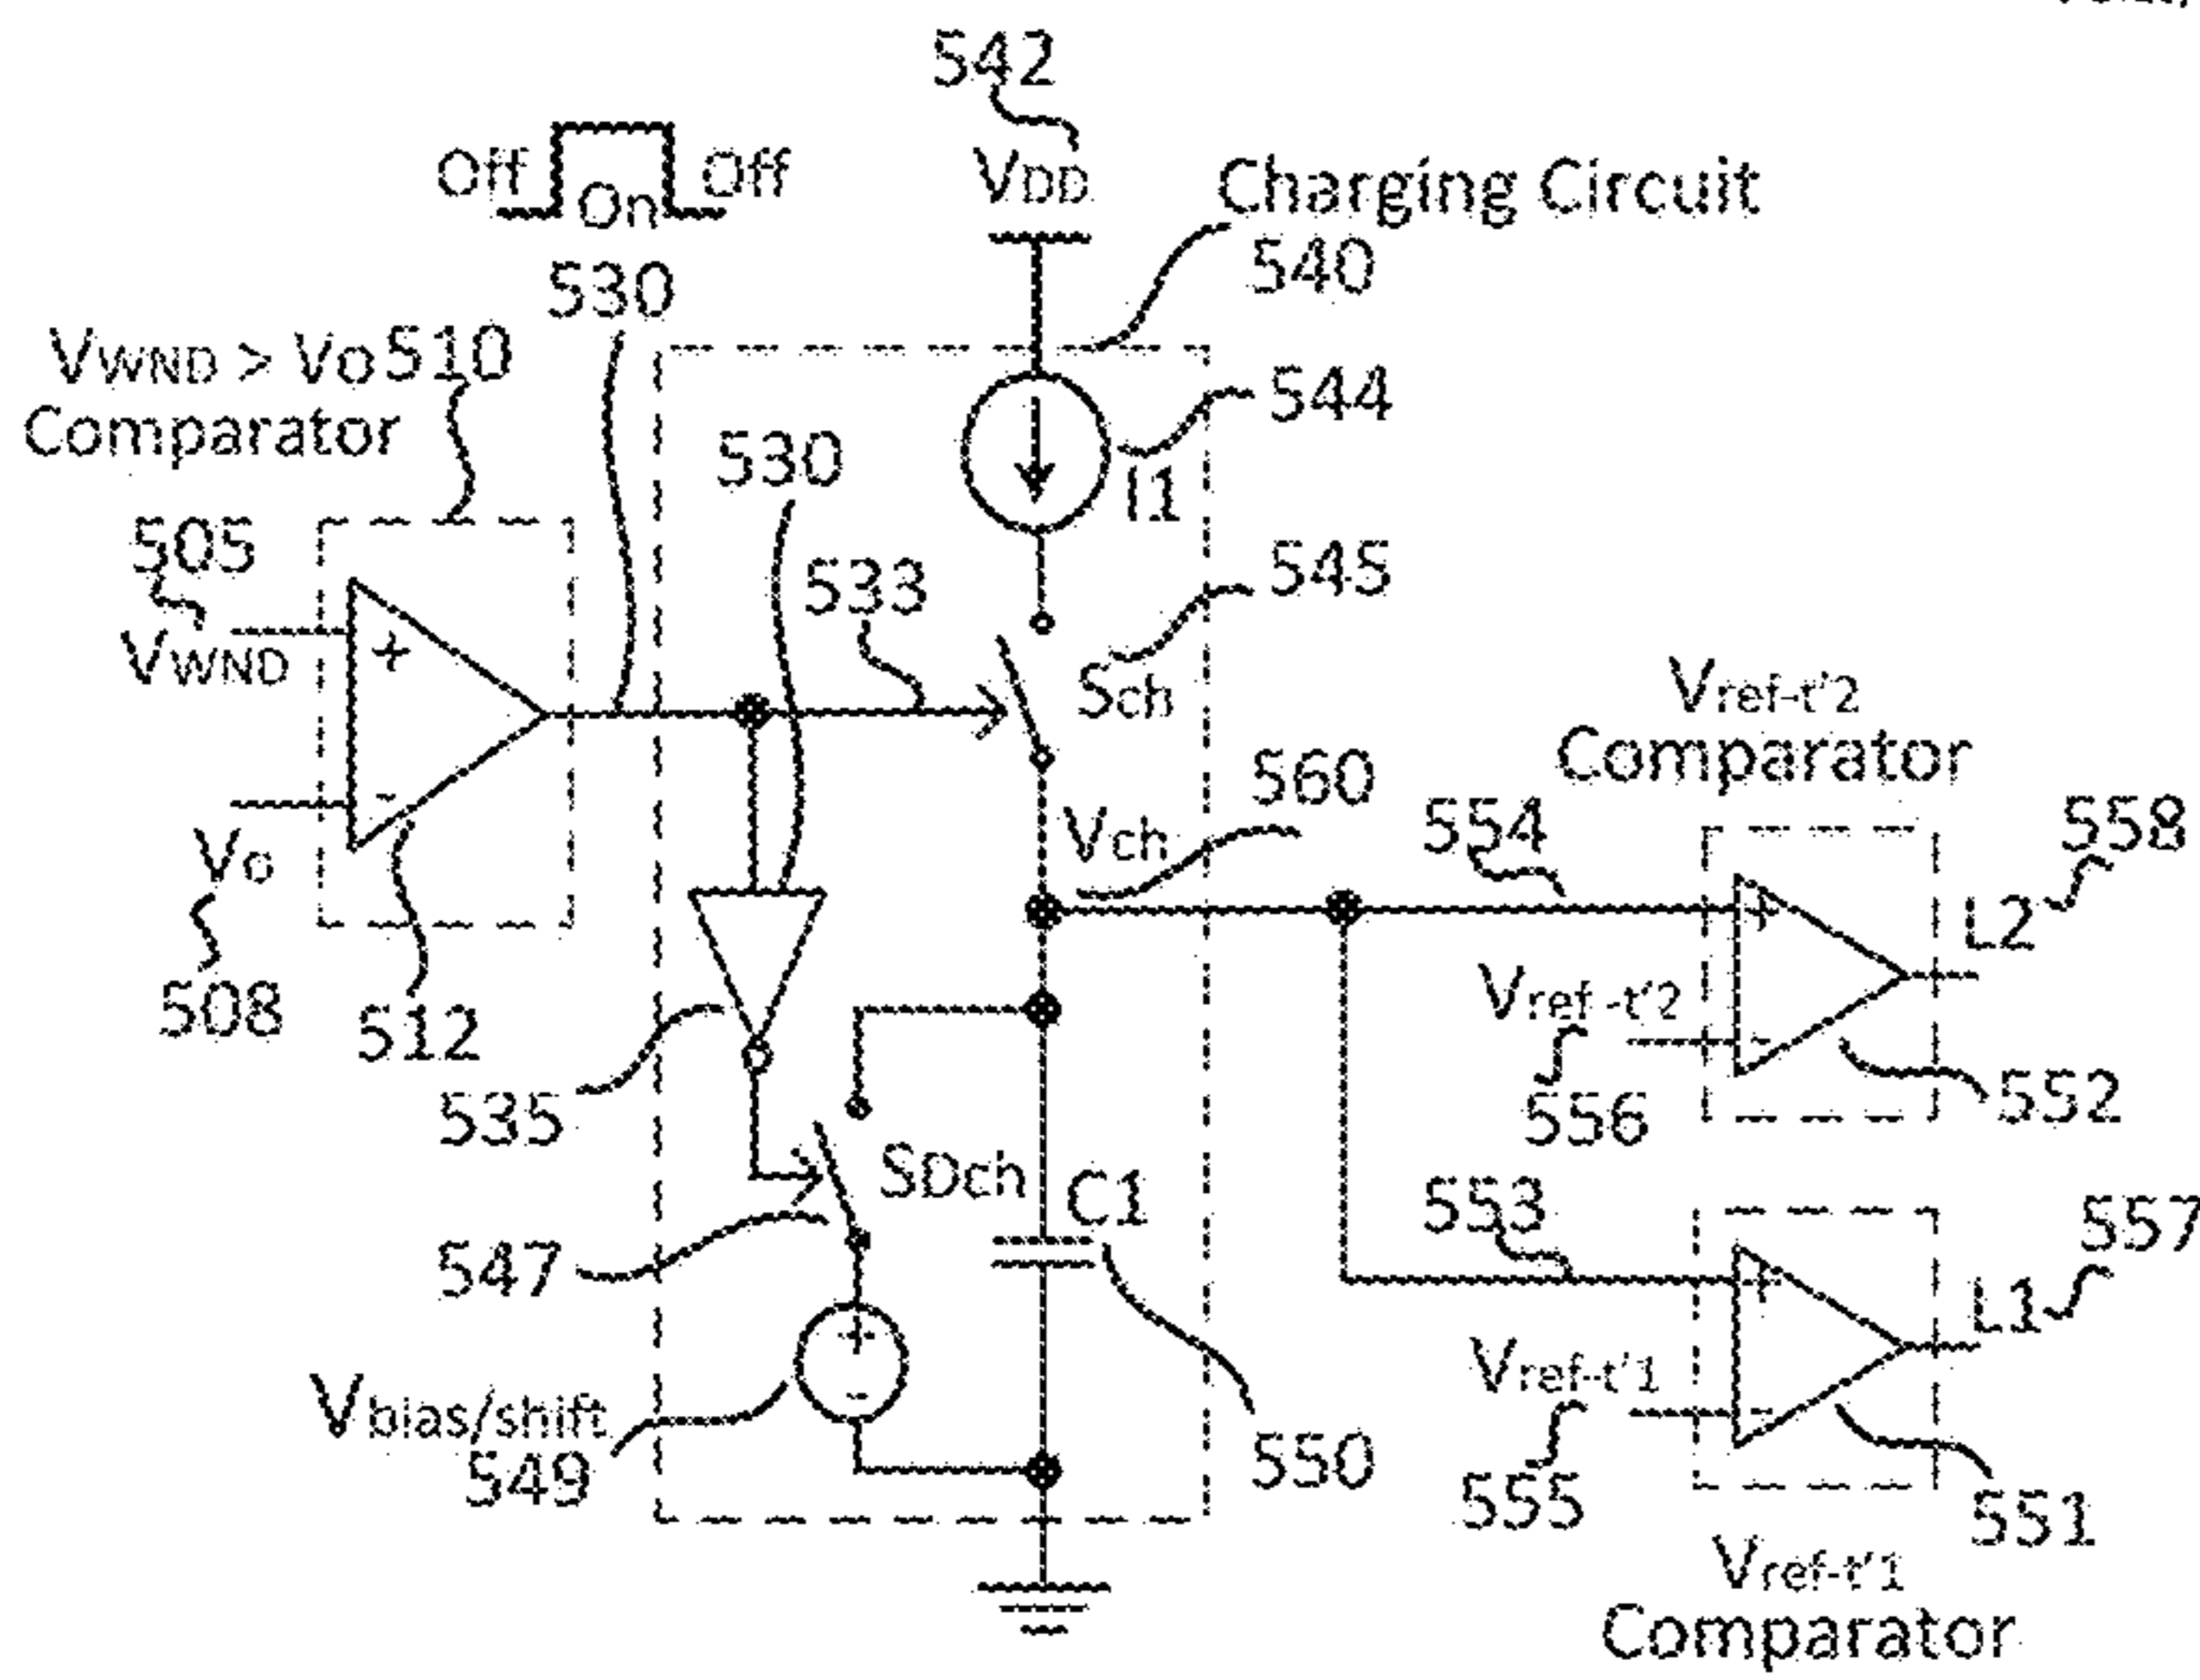 542
Off
On
Off
VDD
Charging Circuit
540
530
VWND > Vo 510
Comparator
544
I1
530
505
VWND
+
533
545
Sch
Vref-t'2
Comparator
560
Vch
554
558
L2
+
-
Vo
508
512
535
Vref-t'2
556
552
SDch
C1
547
553
557
L1
+
-
+
-
Vbias/shift
549
550
Vref-t'1
555
551
Vref-t'1
Comparator